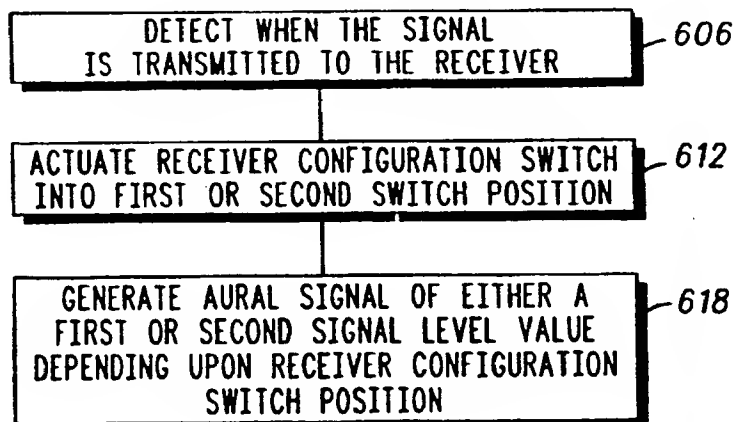 DETECT WHEN THE SIGNAL
IS TRANSMITTED TO THE RECEIVER
606
ACTUATE RECEIVER CONFIGURATION SWITCH
INTO FIRST OR SECOND SWITCH POSITION
612
GENERATE AURAL SIGNAL OF EITHER A
FIRST OR SECOND SIGNAL LEVEL VALUE
DEPENDING UPON RECEIVER CONFIGURATION
SWITCH POSITION
618